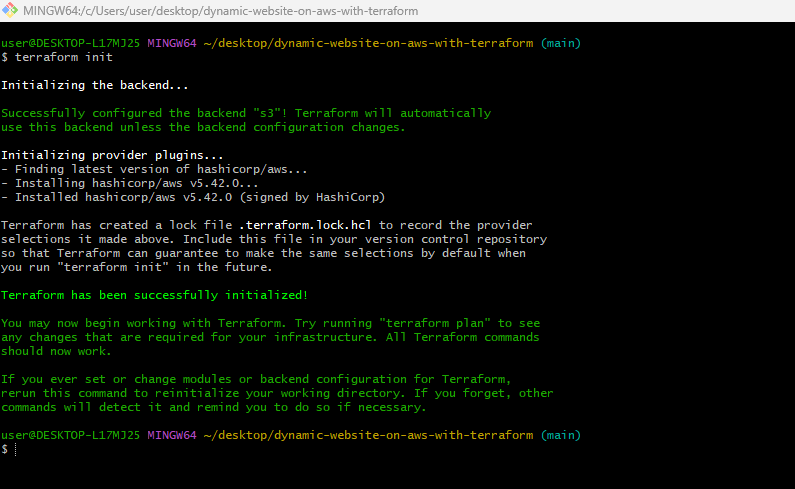 MINGW64:/c/Users/user/desktop/dynamic-website-on-aws-with-terraform
user@DESKTOP-L17MJ25 MINGW64 ~/desktop/dynamic-website-on-aws-with-terraform (main)
$ terraform init
Initializing the backend...
Successfully configured the backend "s3"! Terraform will automatically
use this backend unless the backend configuration changes.
Initializing provider plugins...
- Finding latest version of hashicorp/aws...
- Installing hashicorp/aws v5.42.0...
- Installed hashicorp/aws v5.42.0 (signed by HashiCorp)
Terraform has created a lock file .terraform.lock.hcl to record the provider
selections it made above. Include this file in your version control repository
so that Terraform can guarantee to make the same selections by default when
you run "terraform init" in the future.
Terraform has been successfully initialized!
You may now begin working with Terraform. Try running "terraform plan" to see
any changes that are required for your infrastructure. All Terraform commands
should now work.
If you ever set or change modules or backend configuration for Terraform,
rerun this command to reinitialize your working directory. If you forget, other
commands will detect it and remind you to do so if necessary.
user@DESKTOP-L17MJ25 MINGW64 ~/desktop/dynamic-website-on-aws-with-terraform (main)
$